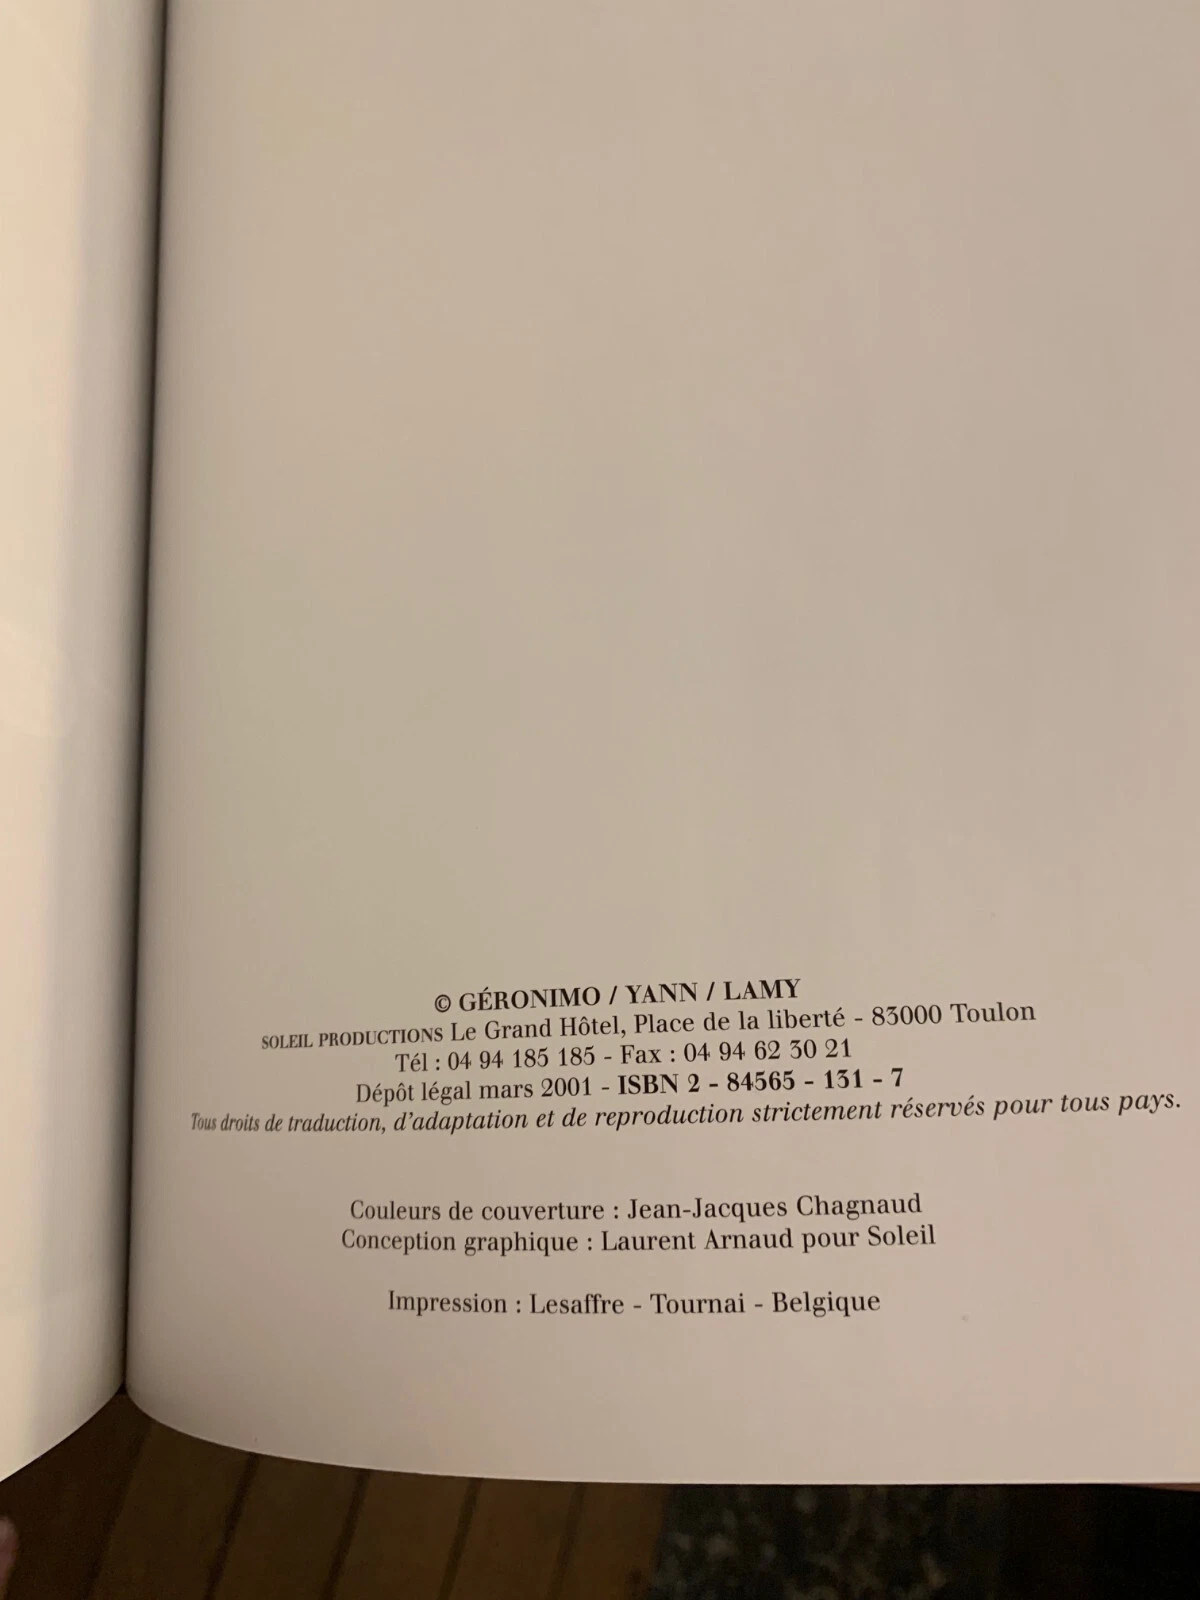 © GÉRONIMO / YANN / LAMY
SOLEIL PRODUCTIONS Le Grand Hôtel, Place de la liberté - 83000 Toulon
Tél : 04 94 185 185 - Fax : 04 94 62 30 21
Dépôt légal mars 2001 - ISBN 2 - 84565 - 131 - 7
Tous droits de traduction, d'adaptation et de reproduction strictement réservés pour tous pays.
Couleurs de couverture : Jean-Jacques Chagnaud
Conception graphique : Laurent Arnaud pour Soleil
Impression : Lesaffre - Tournai - Belgique